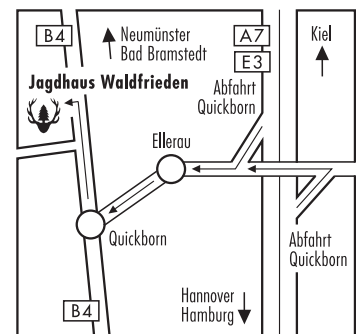 B4
Neumünster
Bad Bramstedt
A7
E3
Kiel
Jagdhaus Waldfrieden
Abfahrt
Quickborn
Ellerau
Quickborn
Abfahrt
Quickborn
B4
Hannover
Hamburg